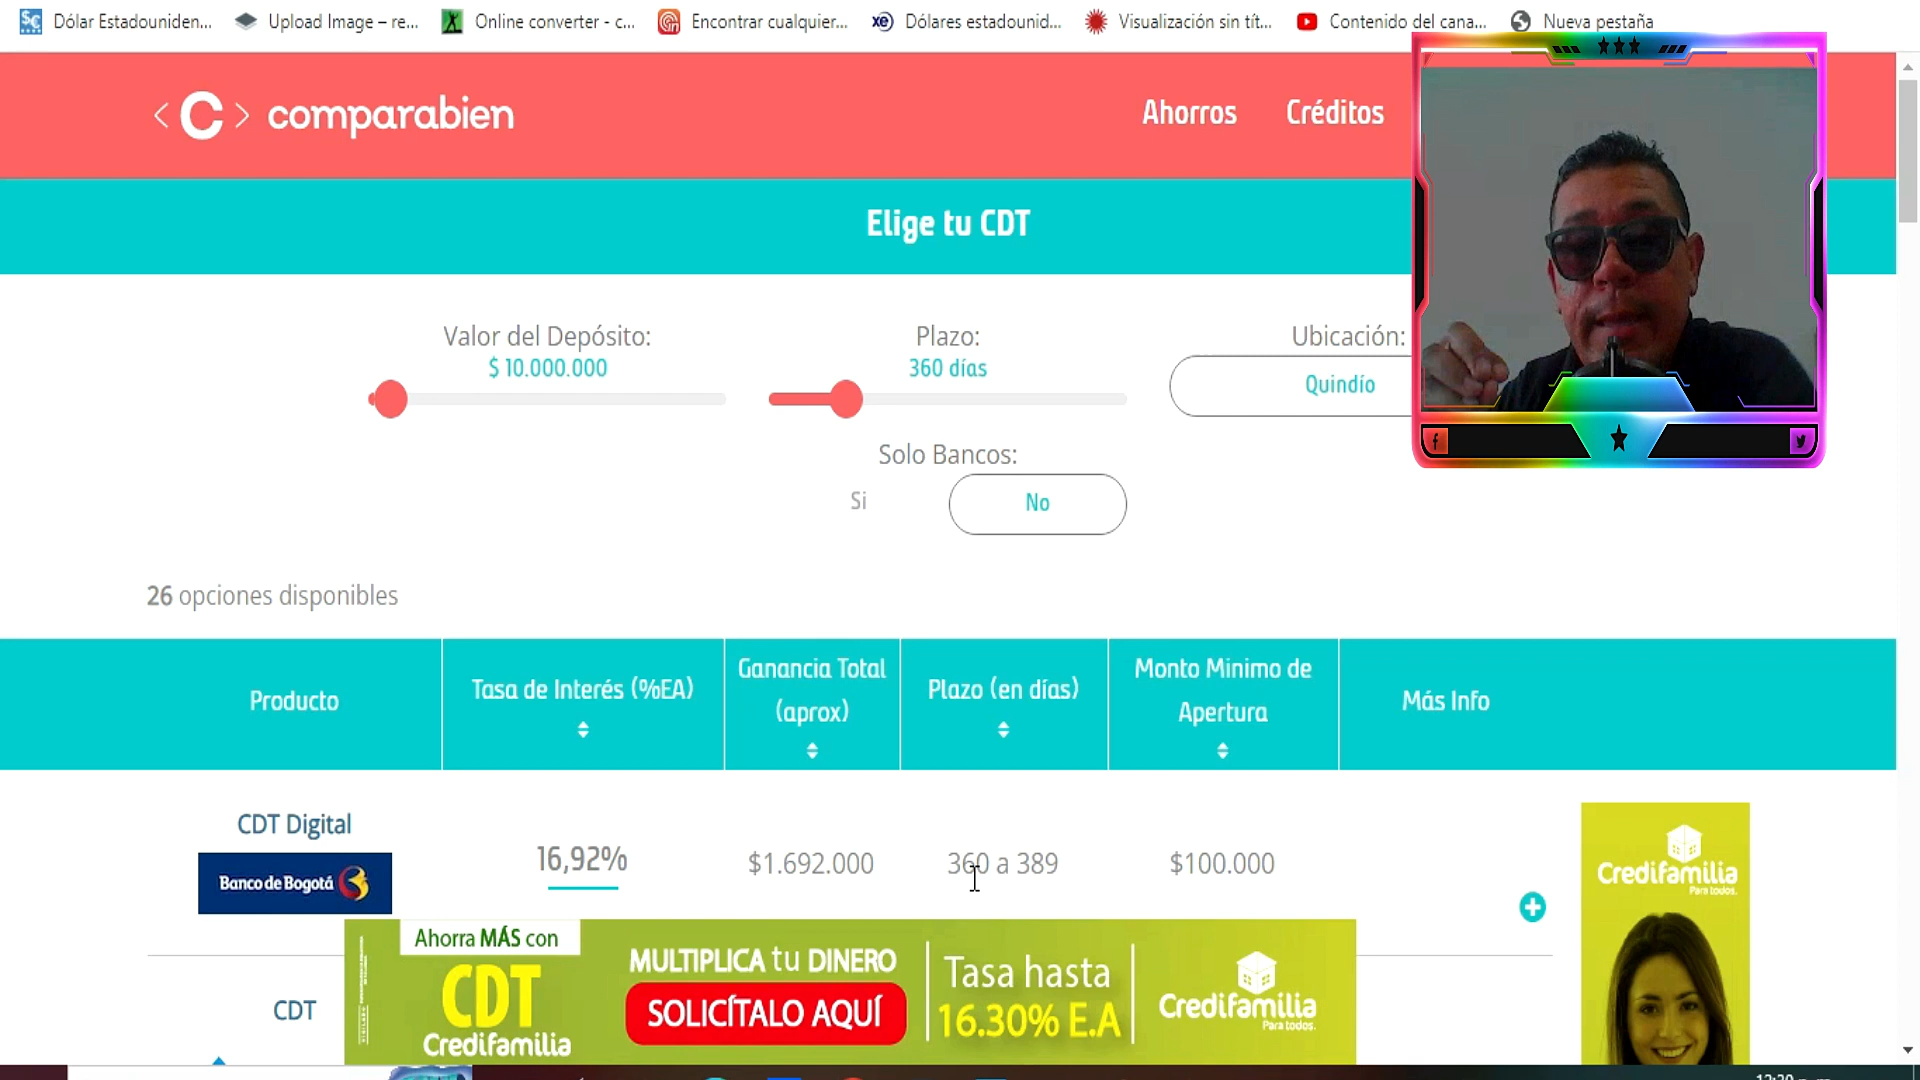 Dólar Estadouniden...
Upload Image – re...
Online converter - c...
Encontrar cualquier...
Dólares estadounid...
Visualización sin tít...
Contenido del cana...
Nueva pestaña
comparabien
Ahorros
Créditos
Elige tu CDT
Valor del Depósito:
$ 10.000.000
Plazo:
360 días
Ubicación:
Quindío
Solo Bancos:
Si
No
26 opciones disponibles
Producto
Tasa de Interés (%EA)
Ganancia Total
(aprox)
Plazo (en días)
Monto Minimo de
Apertura
Más Info
CDT Digital
Banco de Bogotá
16,92%
$1.692.000
360 a 389
$100.000
Credifamilia
Para todos.
CDT
Ahorra MÁS con
CDT
Credifamilia
MULTIPLICA tu DINERO
SOLICÍTALO AQUÍ
Tasa hasta
16.30% E.A
Credifamilia
Para todos.